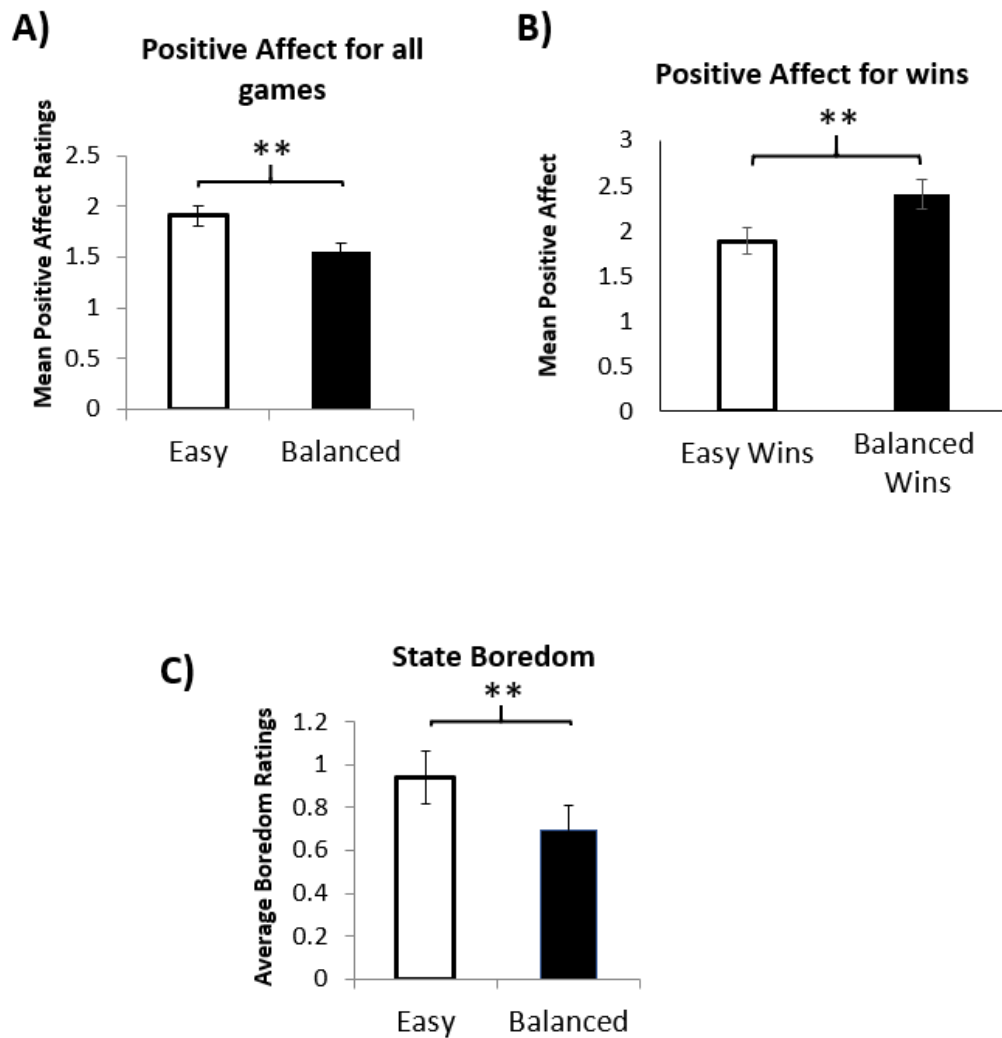 A)
Positive Affect for all
games
Mean Positive Affect Ratings
**
2.5
2
1.5
1
0.5
0
Easy
Balanced
B)
Positive Affect for wins
Mean Positive Affect
**
3
2.5
2
1.5
1
0.5
0
Easy Wins
Balanced
Wins
C)
State Boredom
**
Average Boredom Ratings
1.2
1
0.8
0.6
0.4
0.2
0
Easy
Balanced